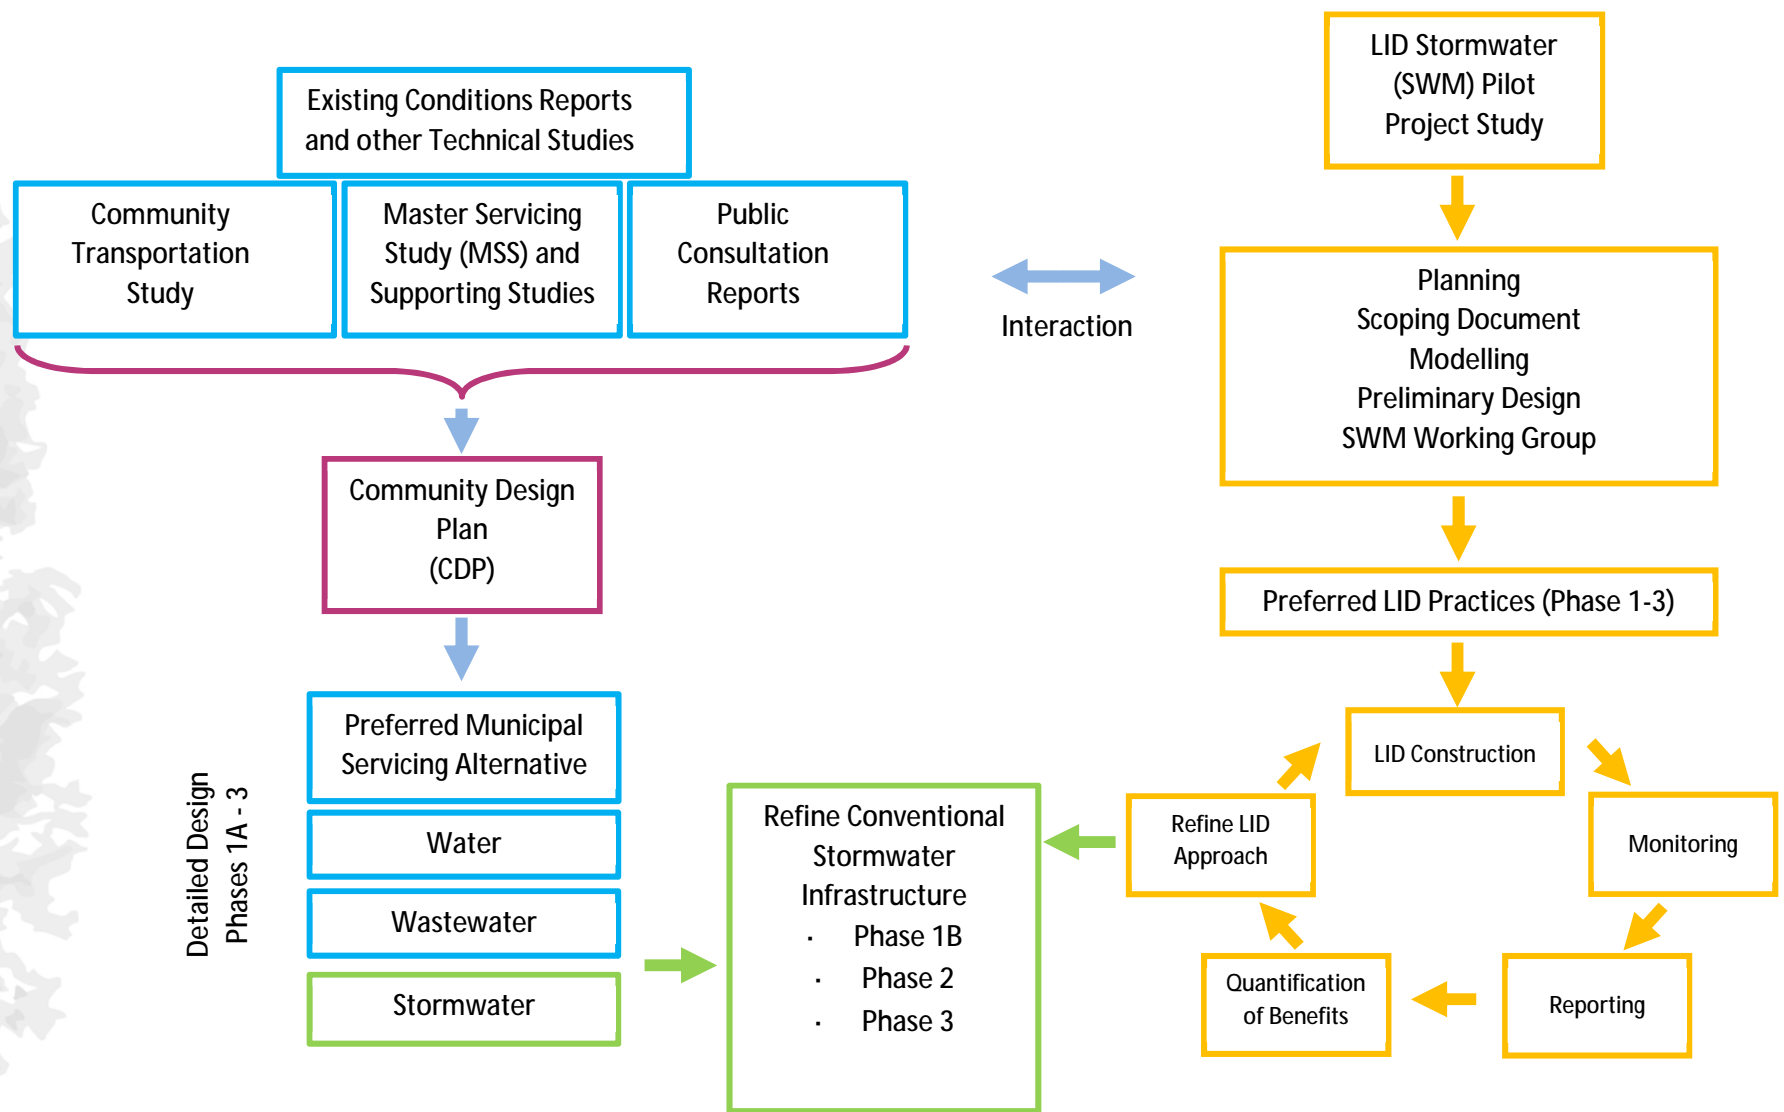 Existing Conditions Reports
and other Technical Studies
Community
Transportation
Study
Master Servicing
Study (MSS) and
Supporting Studies
Public
Consultation
Reports
Community Design
Plan
(CDP)
Detailed Design
Phases 1A - 3
Preferred Municipal
Servicing Alternative
Water
Wastewater
Stormwater
Refine Conventional
Stormwater
Infrastructure
· Phase 1B
· Phase 2
· Phase 3
Interaction
LID Stormwater
(SWM) Pilot
Project Study
Planning
Scoping Document
Modelling
Preliminary Design
SWM Working Group
Preferred LID Practices (Phase 1-3)
LID Construction
Monitoring
Reporting
Quantification
of Benefits
Refine LID
Approach